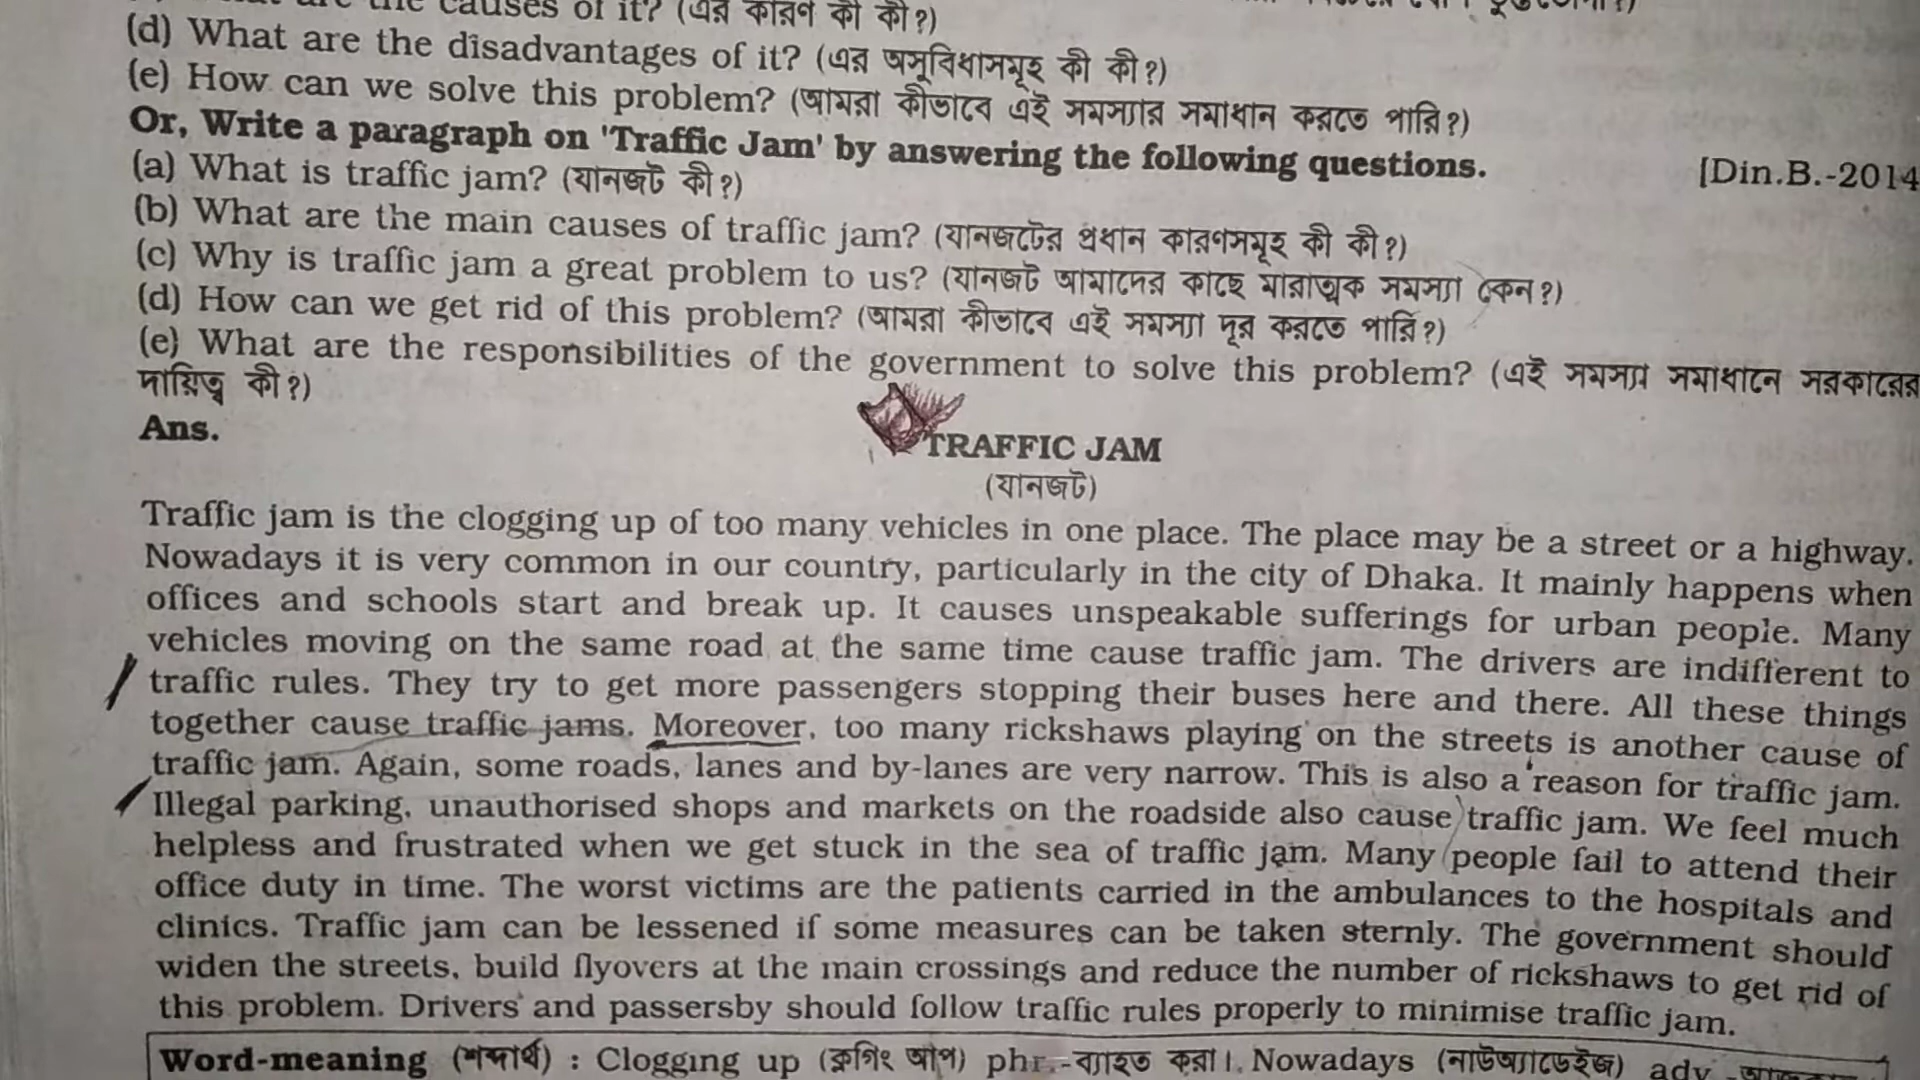 are the causes of it? (এর কারণ কী কী?)
(d) What are the disadvantages of it? (এর অসুবিধাসমূহ কী কী?)
(e) How can we solve this problem? (আমরা কীভাবে এই সমস্যার সমাধান করতে পারি?)
Or, Write a paragraph on 'Traffic Jam' by answering the following questions. [Din.B.-2014
(a) What is traffic jam? (যানজট কী?)
(b) What are the main causes of traffic jam? (যানজটের প্রধান কারণসমূহ কী কী?)
(c) Why is traffic jam a great problem to us? (যানজট আমাদের কাছে মারাত্মক সমস্যা কেন?)
(d) How can we get rid of this problem? (আমরা কীভাবে এই সমস্যা দূর করতে পারি?)
(e) What are the responsibilities of the government to solve this problem? (এই সমস্যা সমাধানে সরকারের
দায়িত্ব কী?)
Ans.
TRAFFIC JAM
(যানজট)
Traffic jam is the clogging up of too many vehicles in one place. The place may be a street or a highway.
Nowadays it is very common in our country, particularly in the city of Dhaka. It mainly happens when
offices and schools start and break up. It causes unspeakable sufferings for urban people. Many
vehicles moving on the same road at the same time cause traffic jam. The drivers are indifferent to
traffic rules. They try to get more passengers stopping their buses here and there. All these things
together cause traffic jams. Moreover, too many rickshaws playing on the streets is another cause of
traffic jam. Again, some roads, lanes and by-lanes are very narrow. This is also a reason for traffic jam.
Illegal parking, unauthorised shops and markets on the roadside also cause traffic jam. We feel much
helpless and frustrated when we get stuck in the sea of traffic jam. Many people fail to attend their
office duty in time. The worst victims are the patients carried in the ambulances to the hospitals and
clinics. Traffic jam can be lessened if some measures can be taken sternly. The government should
widen the streets, build flyovers at the main crossings and reduce the number of rickshaws to get rid of
this problem. Drivers and passersby should follow traffic rules properly to minimise traffic jam.
Word-meaning (শব্দার্থ) : Clogging up (ক্লগিং আপ) phr.-ব্যাহত করা। Nowadays (নাউঅ্যাডেইজ) adv